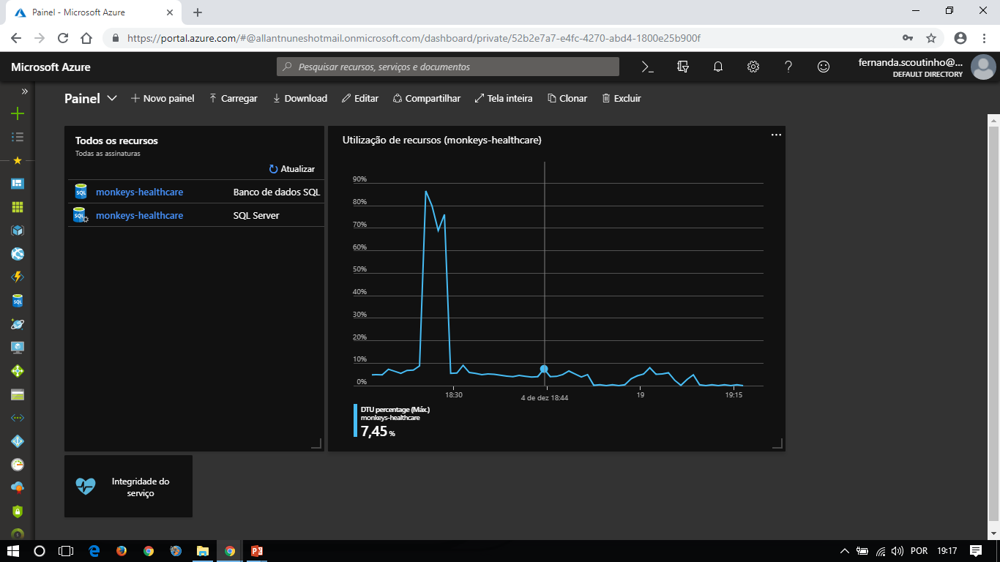 Painel - Microsoft Azure
https://portal.azure.com/#@allantnuneshotmail.onmicrosoft.com/dashboard/private/52b2e7a7-e4fc-4270-abd4-1800e25b900f
Microsoft Azure
Pesquisar recursos, serviços e documentos
fernanda.scoutinho@...
DEFAULT DIRECTORY
Painel
Novo painel
Carregar
Download
Editar
Compartilhar
Tela inteira
Clonar
Excluir
Todos os recursos
Todas as assinaturas
Atualizar
monkeys-healthcare Banco de dados SQL
monkeys-healthcare SQL Server
Utilização de recursos (monkeys-healthcare)
90%
80%
70%
60%
50%
40%
30%
20%
10%
0%
18:30 4 de dez 18:44 19 19:15
DTU percentage (Máx.)
monkeys-healthcare
7,45 %
Integridade do
serviço
POR 19:17